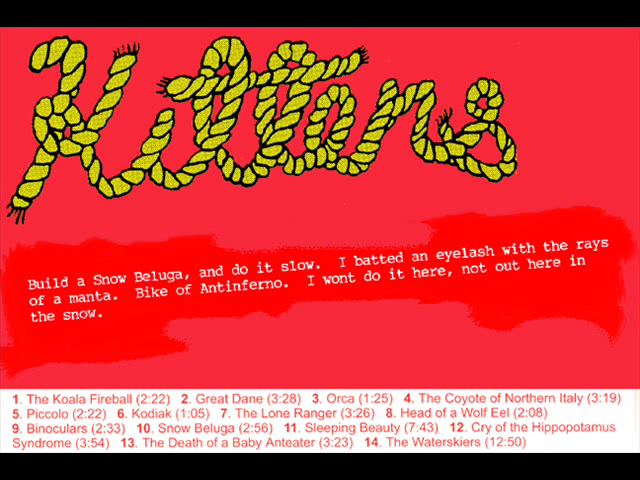 Kittens
Build a Snow Beluga, and do it slow.  I batted an eyelash with the rays
of a manta.  Bike of Antinferno.  I wont do it here, not out here in
the snow.
1. The Koala Fireball (2:22)  2. Great Dane (3:28)  3. Orca (1:25)  4. The Coyote of Northern Italy (3:19)
5. Piccolo (2:22)  6. Kodiak (1:05)  7. The Lone Ranger (3:26)  8. Head of a Wolf Eel (2:08)
9. Binoculars (2:33)  10. Snow Beluga (2:56)  11. Sleeping Beauty (7:43)  12. Cry of the Hippopotamus
Syndrome (3:54)  13. The Death of a Baby Anteater (3:23)  14. The Waterskiers (12:50)